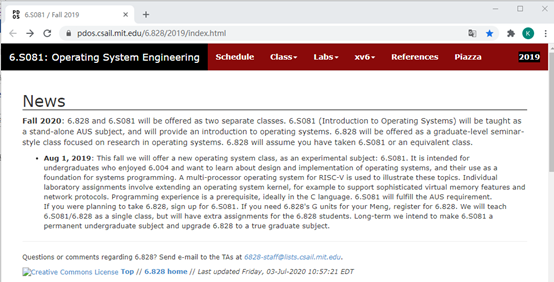 PDOS
6.S081 / Fall 2019
pdos.csail.mit.edu/6.828/2019/index.html
K
6.S081: Operating System Engineering
Schedule Class Labs xv6 References Piazza 2019
News
Fall 2020: 6.828 and 6.S081 will be offered as two separate classes. 6.S081 (Introduction to Operating Systems) will be taught as
a stand-alone AUS subject, and will provide an introduction to operating systems. 6.828 will be offered as a graduate-level seminar-
style class focused on research in operating systems. 6.828 will assume you have taken 6.S081 or an equivalent class.
• Aug 1, 2019: This fall we will offer a new operating system class, as an experimental subject: 6.S081. It is intended for
undergraduates who enjoyed 6.004 and want to learn about design and implementation of operating systems, and their use as a
foundation for systems programming. A multi-processor operating system for RISC-V is used to illustrate these topics. Individual
laboratory assignments involve extending an operating system kernel, for example to support sophisticated virtual memory features and
network protocols. Programming experience is a prerequisite, ideally in the C language. 6.S081 will fulfill the AUS requirement.
If you were planning to take 6.828, sign up for 6.S081. If you need 6.828's G units for your Meng, register for 6.828. We will teach
6.S081/6.828 as a single class, but will have extra assignments for the 6.828 students. Long-term we intend to make 6.S081 a
permanent undergraduate subject and upgrade 6.828 to a true graduate subject.
Questions or comments regarding 6.828? Send e-mail to the TAs at 6828-staff@lists.csail.mit.edu.
Creative Commons License Top // 6.828 home // Last updated Friday, 03-Jul-2020 10:57:21 EDT